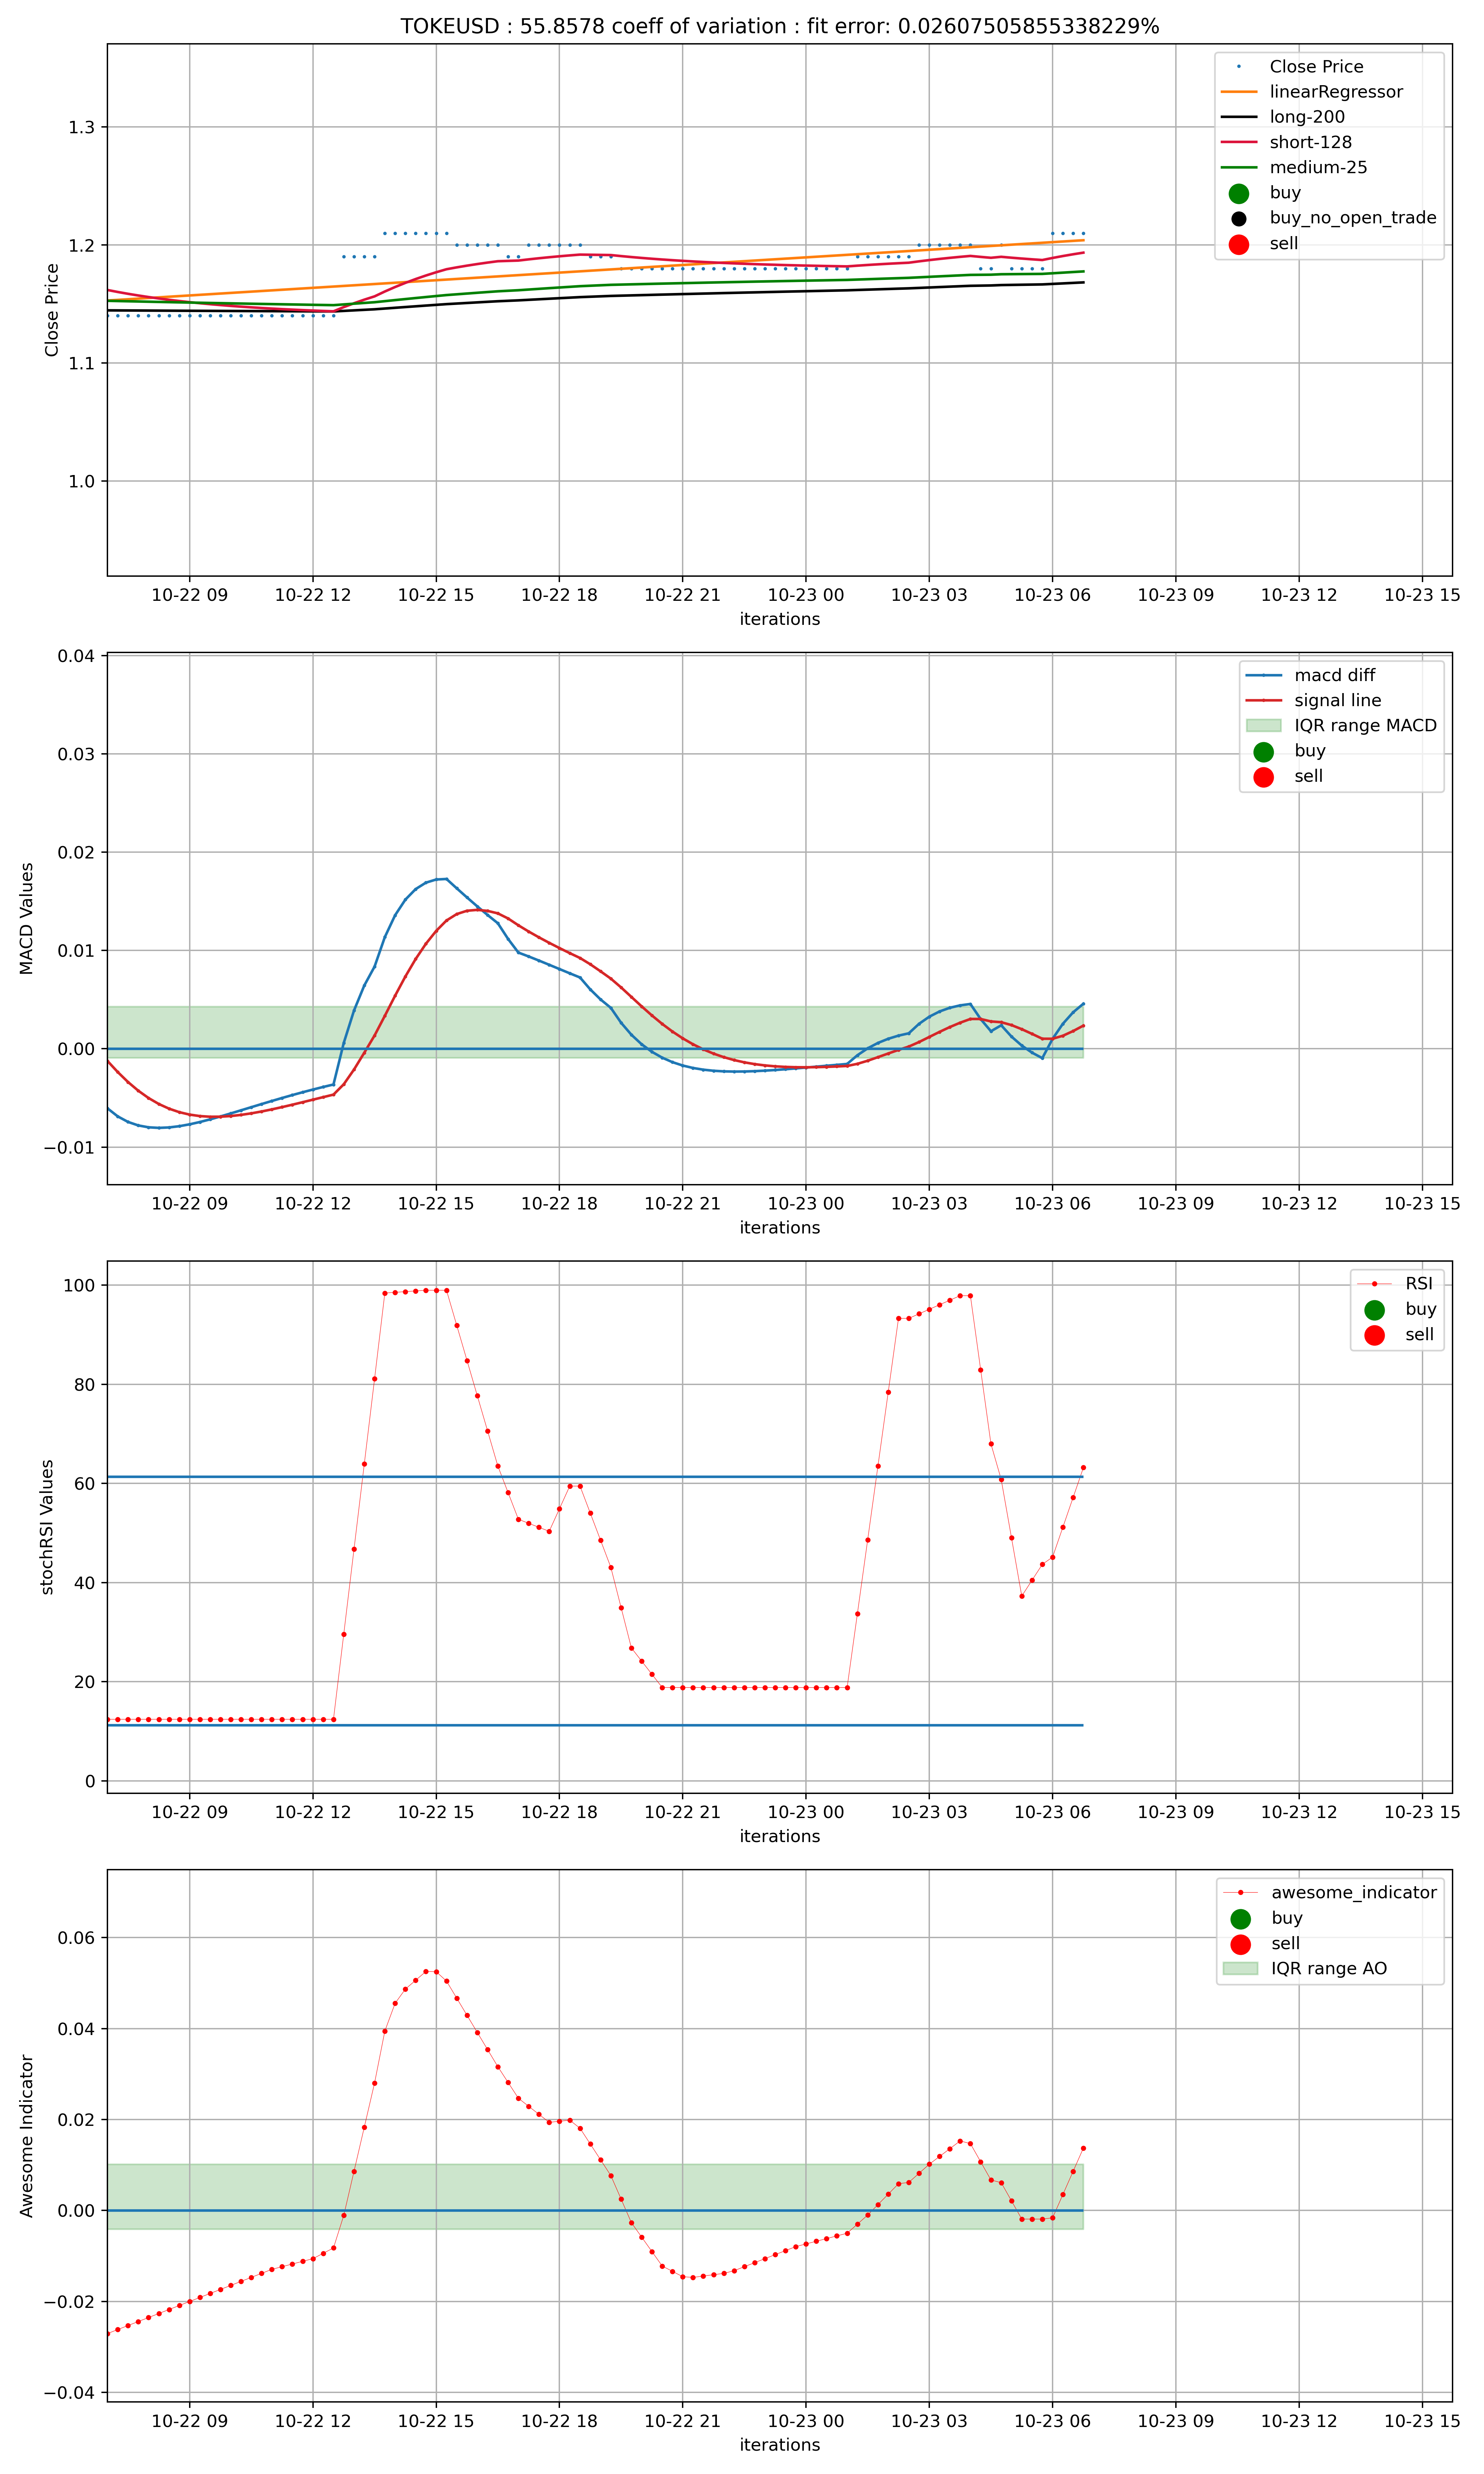 TOKEUSD : 55.8578 coeff of variation : fit error: 0.02607505855338229%
Close Price
linearRegressor
long-200
short-128
medium-25
buy
buy_no_open_trade
sell
1.3
1.2
1.1
1.0
Close Price
10-22 09 10-22 12 10-22 15 10-22 18 10-22 21 10-23 00 10-23 03 10-23 06 10-23 09 10-23 12 10-23 15
iterations
macd diff
signal line
IQR range MACD
buy
sell
0.04
0.03
0.02
0.01
0.00
−0.01
MACD Values
10-22 09 10-22 12 10-22 15 10-22 18 10-22 21 10-23 00 10-23 03 10-23 06 10-23 09 10-23 12 10-23 15
iterations
RSI
buy
sell
100
80
60
40
20
0
stochRSI Values
10-22 09 10-22 12 10-22 15 10-22 18 10-22 21 10-23 00 10-23 03 10-23 06 10-23 09 10-23 12 10-23 15
iterations
awesome_indicator
buy
sell
IQR range AO
0.06
0.04
0.02
0.00
−0.02
−0.04
Awesome Indicator
10-22 09 10-22 12 10-22 15 10-22 18 10-22 21 10-23 00 10-23 03 10-23 06 10-23 09 10-23 12 10-23 15
iterations